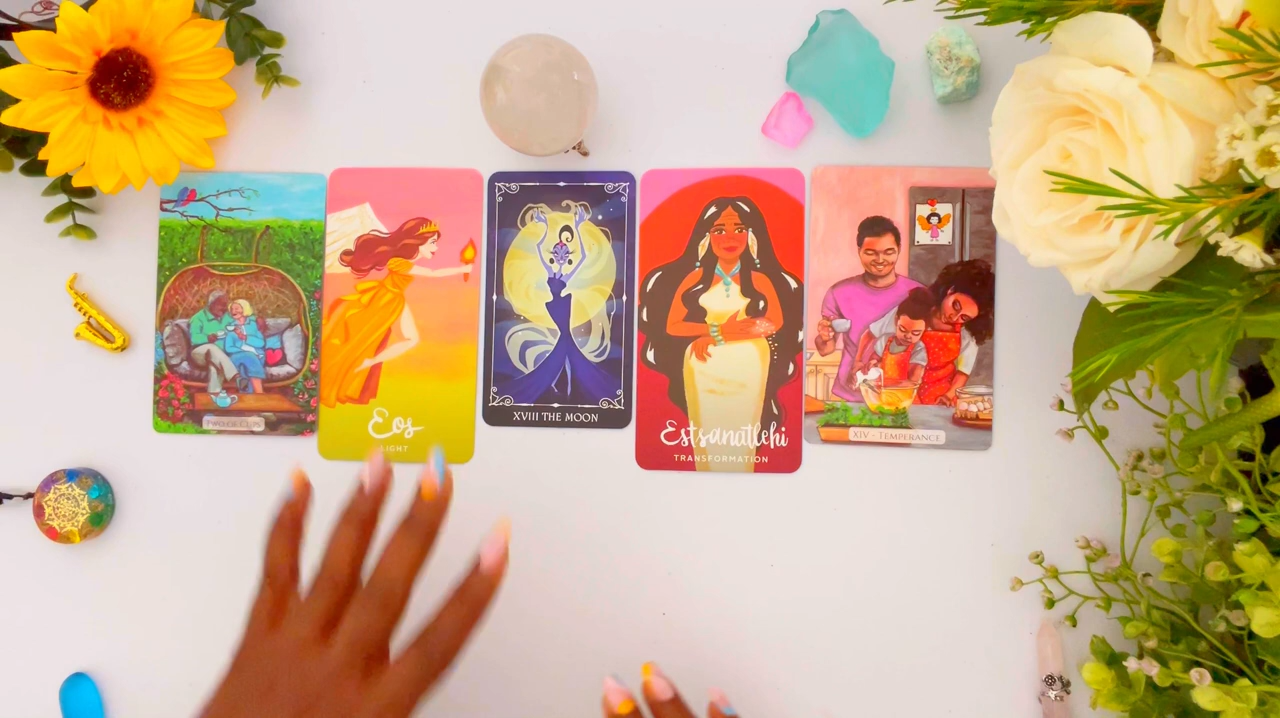 TWO OF CUPS
Eos
LIGHT
XVIII THE MOON
Estsanatlehi
TRANSFORMATION
XIV - TEMPERANCE